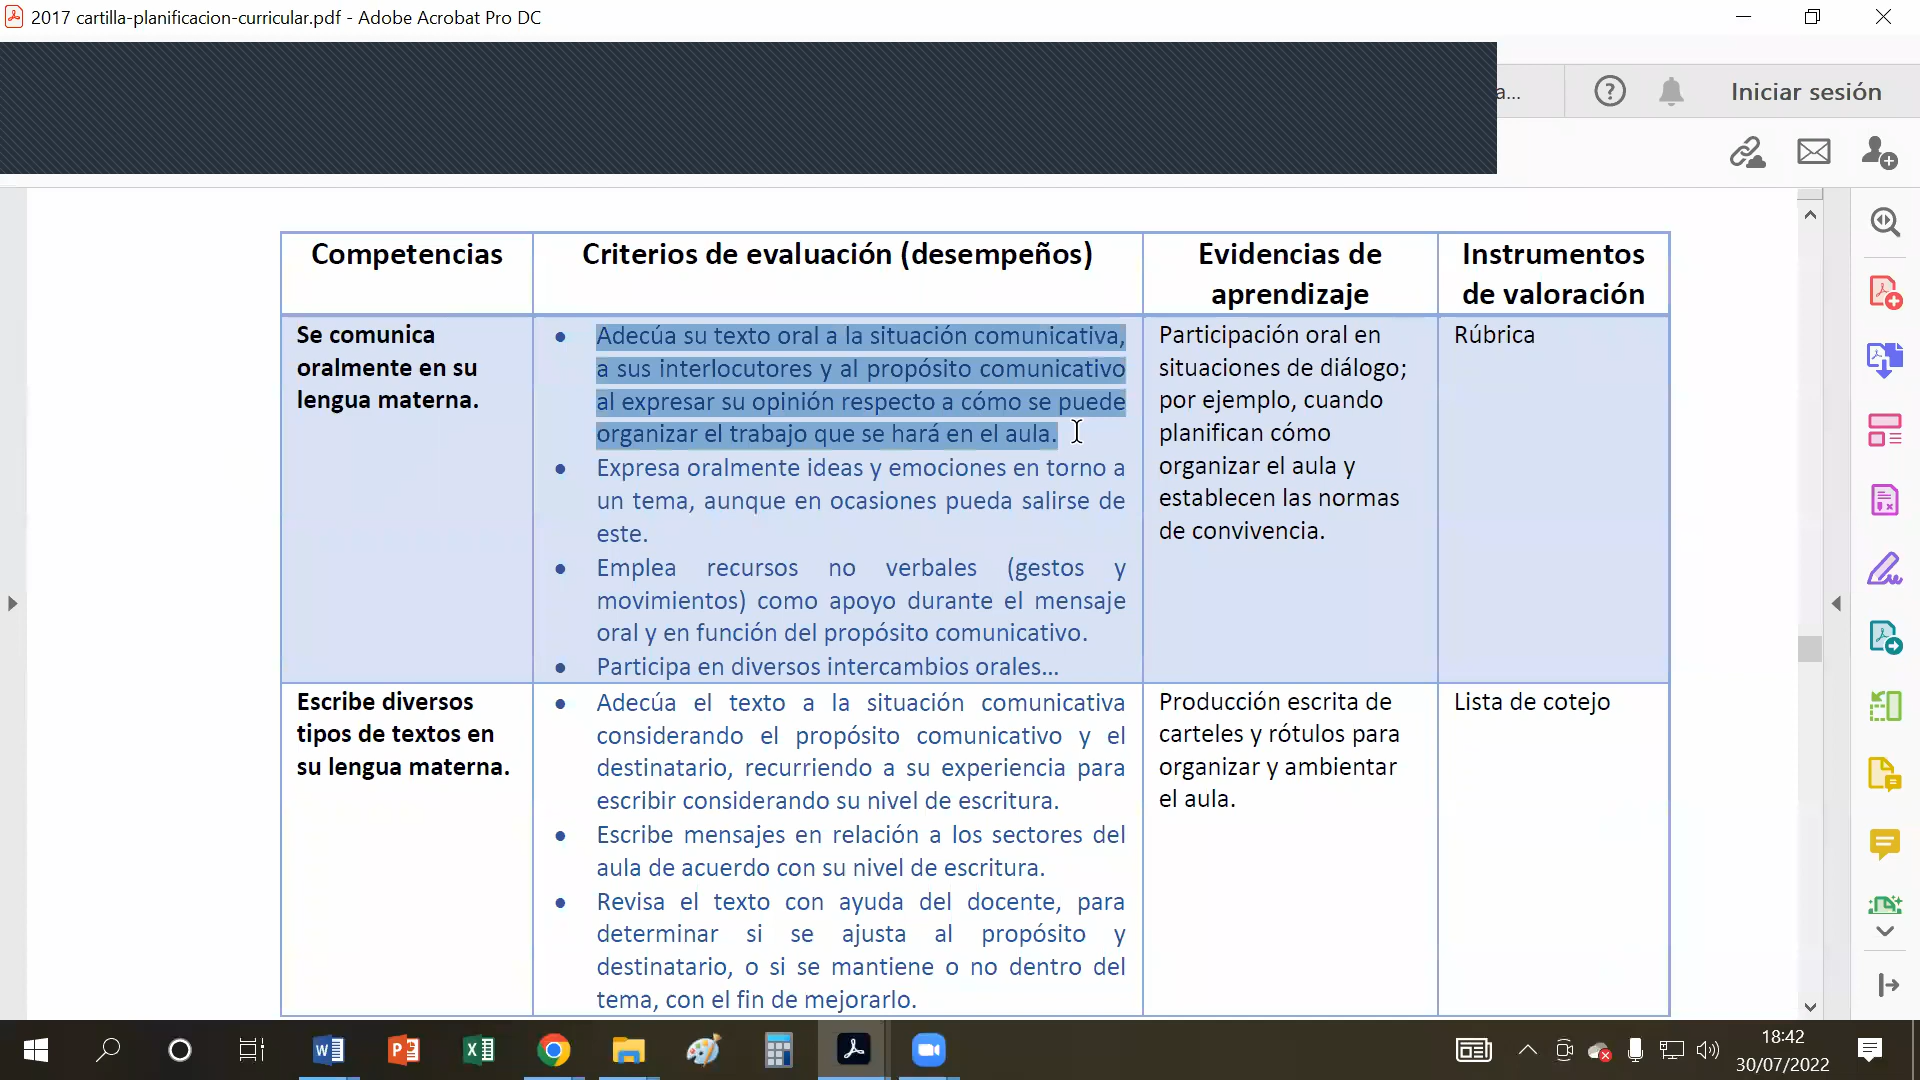 2017 cartilla-planificacion-curricular.pdf - Adobe Acrobat Pro DC
a...
?
Iniciar sesión
Competencias
Criterios de evaluación (desempeños)
Evidencias de
aprendizaje
Instrumentos
de valoración
Se comunica
oralmente en su
lengua materna.
• Adecúa su texto oral a la situación comunicativa,
a sus interlocutores y al propósito comunicativo
al expresar su opinión respecto a cómo se puede
organizar el trabajo que se hará en el aula.
• Expresa oralmente ideas y emociones en torno a
un tema, aunque en ocasiones pueda salirse de
este.
• Emplea recursos no verbales (gestos y
movimientos) como apoyo durante el mensaje
oral y en función del propósito comunicativo.
• Participa en diversos intercambios orales...
Participación oral en
situaciones de diálogo;
por ejemplo, cuando
planifican cómo
organizar el aula y
establecen las normas
de convivencia.
Rúbrica
Escribe diversos
tipos de textos en
su lengua materna.
• Adecúa el texto a la situación comunicativa
considerando el propósito comunicativo y el
destinatario, recurriendo a su experiencia para
escribir considerando su nivel de escritura.
• Escribe mensajes en relación a los sectores del
aula de acuerdo con su nivel de escritura.
• Revisa el texto con ayuda del docente, para
determinar si se ajusta al propósito y
destinatario, o si se mantiene o no dentro del
tema, con el fin de mejorarlo.
Producción escrita de
carteles y rótulos para
organizar y ambientar
el aula.
Lista de cotejo
18:42
30/07/2022